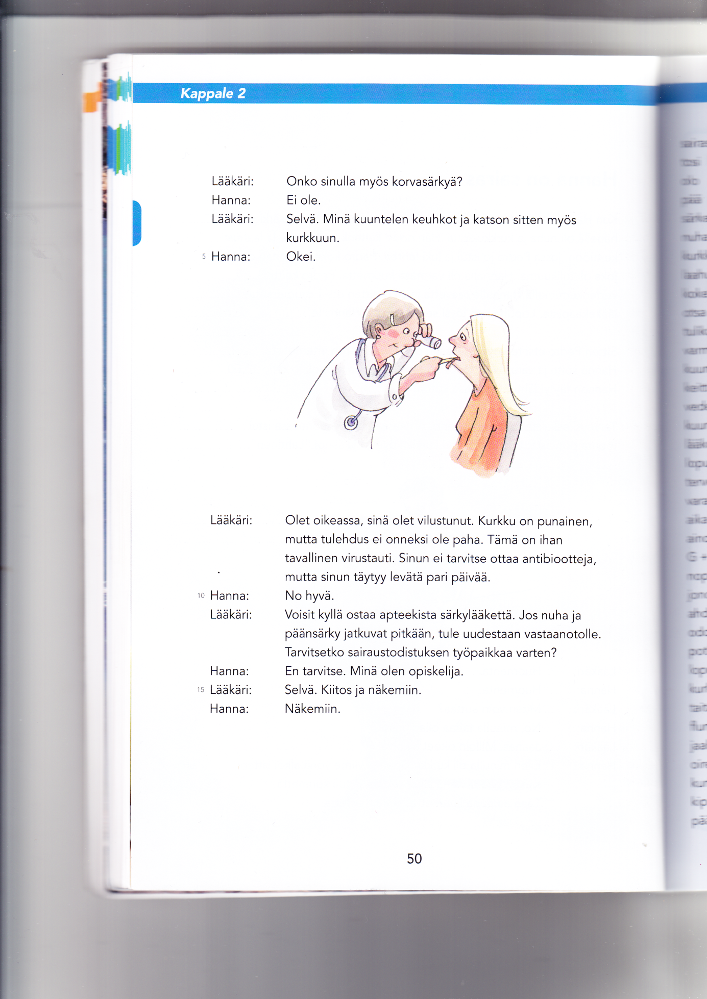 Kappale 2
Lääkäri: Onko sinulla myös korvasärkyä?
Hanna: Ei ole.
Lääkäri: Selvä. Minä kuuntelen keuhkot ja katson sitten myös
kurkkuun.
5 Hanna: Okei.
Lääkäri: Olet oikeassa, sinä olet vilustunut. Kurkku on punainen,
mutta tulehdus ei onneksi ole paha. Tämä on ihan
tavallinen virustauti. Sinun ei tarvitse ottaa antibiootteja,
mutta sinun täytyy levätä pari päivää.
10 Hanna: No hyvä.
Lääkäri: Voisit kyllä ostaa apteekista särkylääkettä. Jos nuha ja
päänsärky jatkuvat pitkään, tule uudestaan vastaanotolle.
Tarvitsetko sairaustodistuksen työpaikkaa varten?
Hanna: En tarvitse. Minä olen opiskelija.
15 Lääkäri: Selvä. Kiitos ja näkemiin.
Hanna: Näkemiin.
50